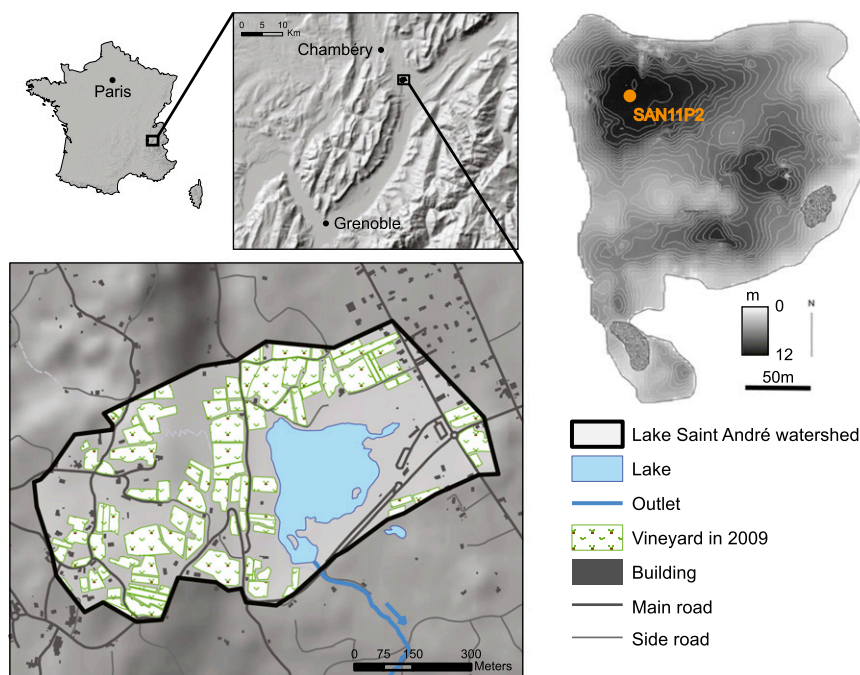 Paris
0 5 10
Km
Chambéry
Grenoble
SAN11P2
m
0
12
N
50m
0 75 150 300
Meters
Lake Saint André watershed
Lake
Outlet
Vineyard in 2009
Building
Main road
Side road